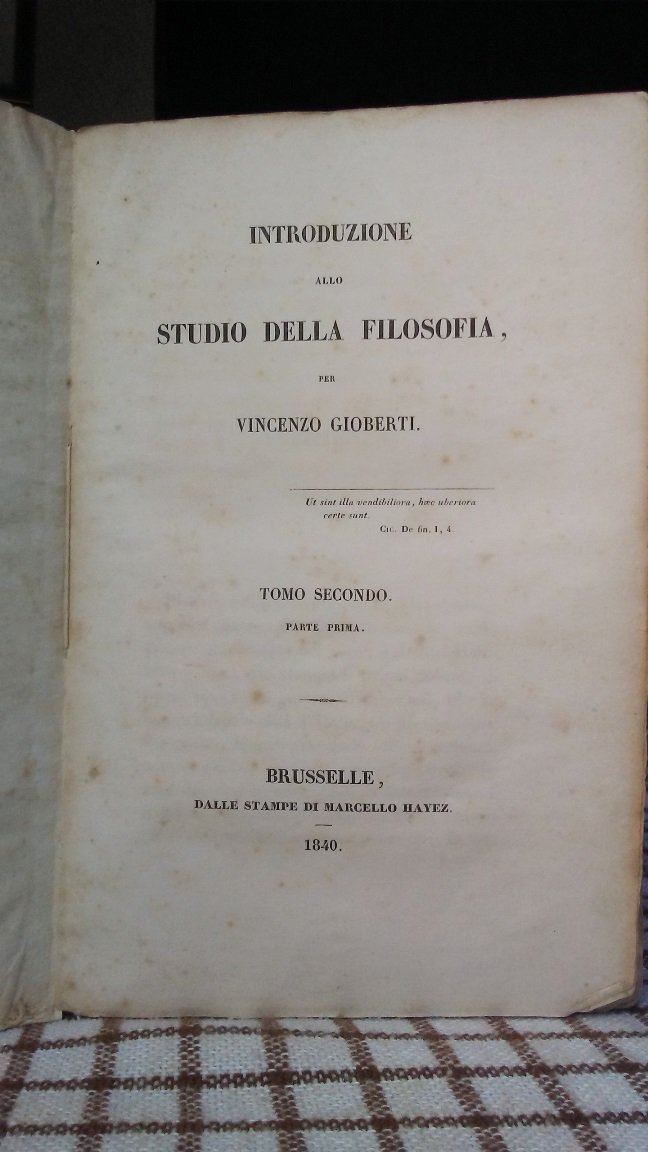 INTRODUZIONE
ALLO
STUDIO DELLA FILOSOFIA,
PER
VINCENZO GIOBERTI.
Ut sint illa vendibiliora, hæc uberiora
certe sunt.
CIC. De fin. 1, 4.
TOMO SECONDO.
PARTE PRIMA.
BRUSSELLE,
DALLE STAMPE DI MARCELLO HAYEZ.
1840.